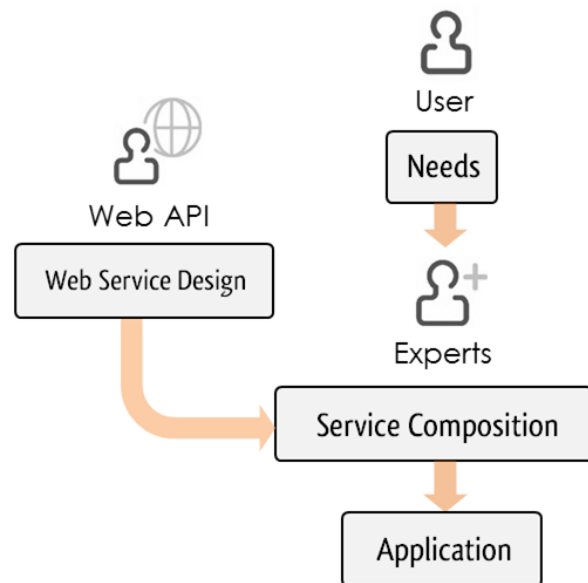 User
Needs
Web API
Web Service Design
Experts
Service Composition
Application